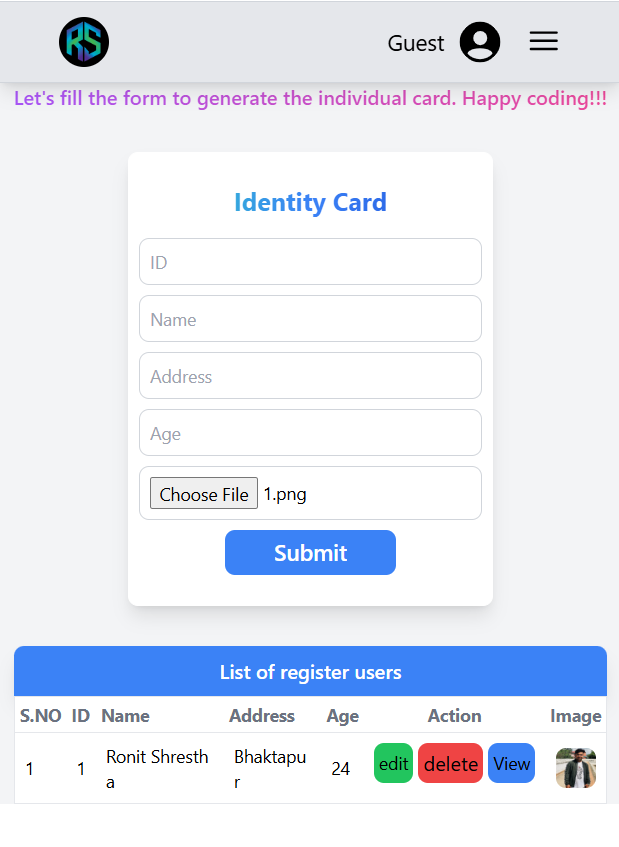 RS
Guest
Let's fill the form to generate the individual card. Happy coding!!!
Identity Card
ID
Name
Address
Age
Choose File 1.png
Submit
List of register users
S.NO ID Name Address Age Action Image
1 1 Ronit Shresth Bhaktapu 24 edit delete View
a r